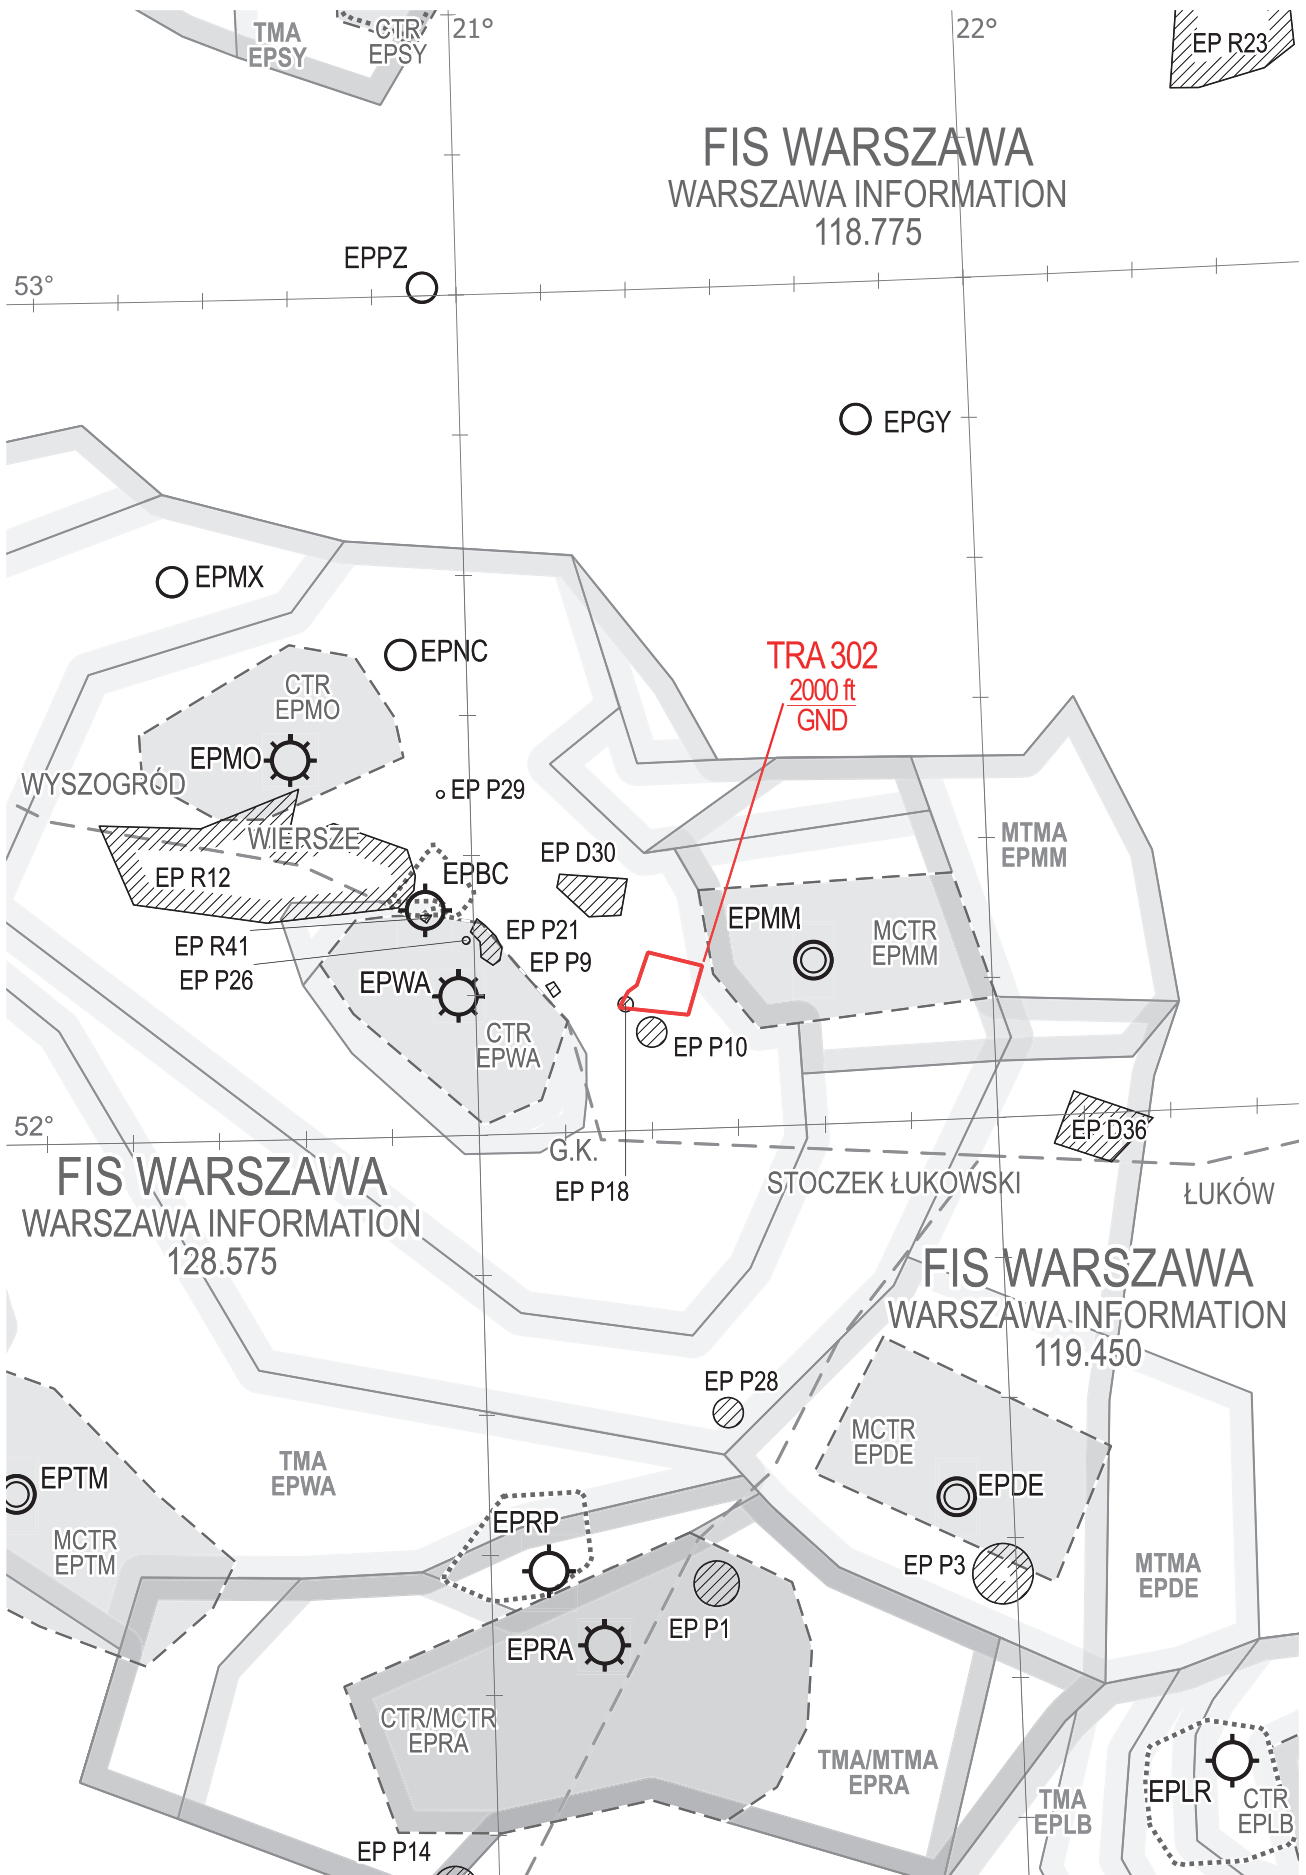 TMA
EPSY
CTR
EPSY
21°
22°
EP R23
FIS WARSZAWA
WARSZAWA INFORMATION
118.775
EPPZ
53°
EPGY
EPMX
EPNC
TRA 302
2000 ft
GND
CTR
EPMO
EPMO
WYSZOGRÓD
EP P29
WIERSZE
MTMA
EPMM
EP D30
EPBC
EP R12
EPMM
MCTR
EPMM
EP R41
EP P21
EP P26
EP P9
EPWA
CTR
EPWA
EP P10
52°
EP D36
G.K.
FIS WARSZAWA
WARSZAWA INFORMATION
128.575
EP P18
STOCZEK ŁUKOWSKI
ŁUKÓW
FIS WARSZAWA
WARSZAWA INFORMATION
119.450
EP P28
MCTR
EPDE
TMA
EPWA
EPTM
EPDE
MCTR
EPTM
EPRP
EP P3
MTMA
EPDE
EP P1
EPRA
CTR/MCTR
EPRA
TMA/MTMA
EPRA
EPLR
TMA
EPLB
CTR
EPLB
EP P14